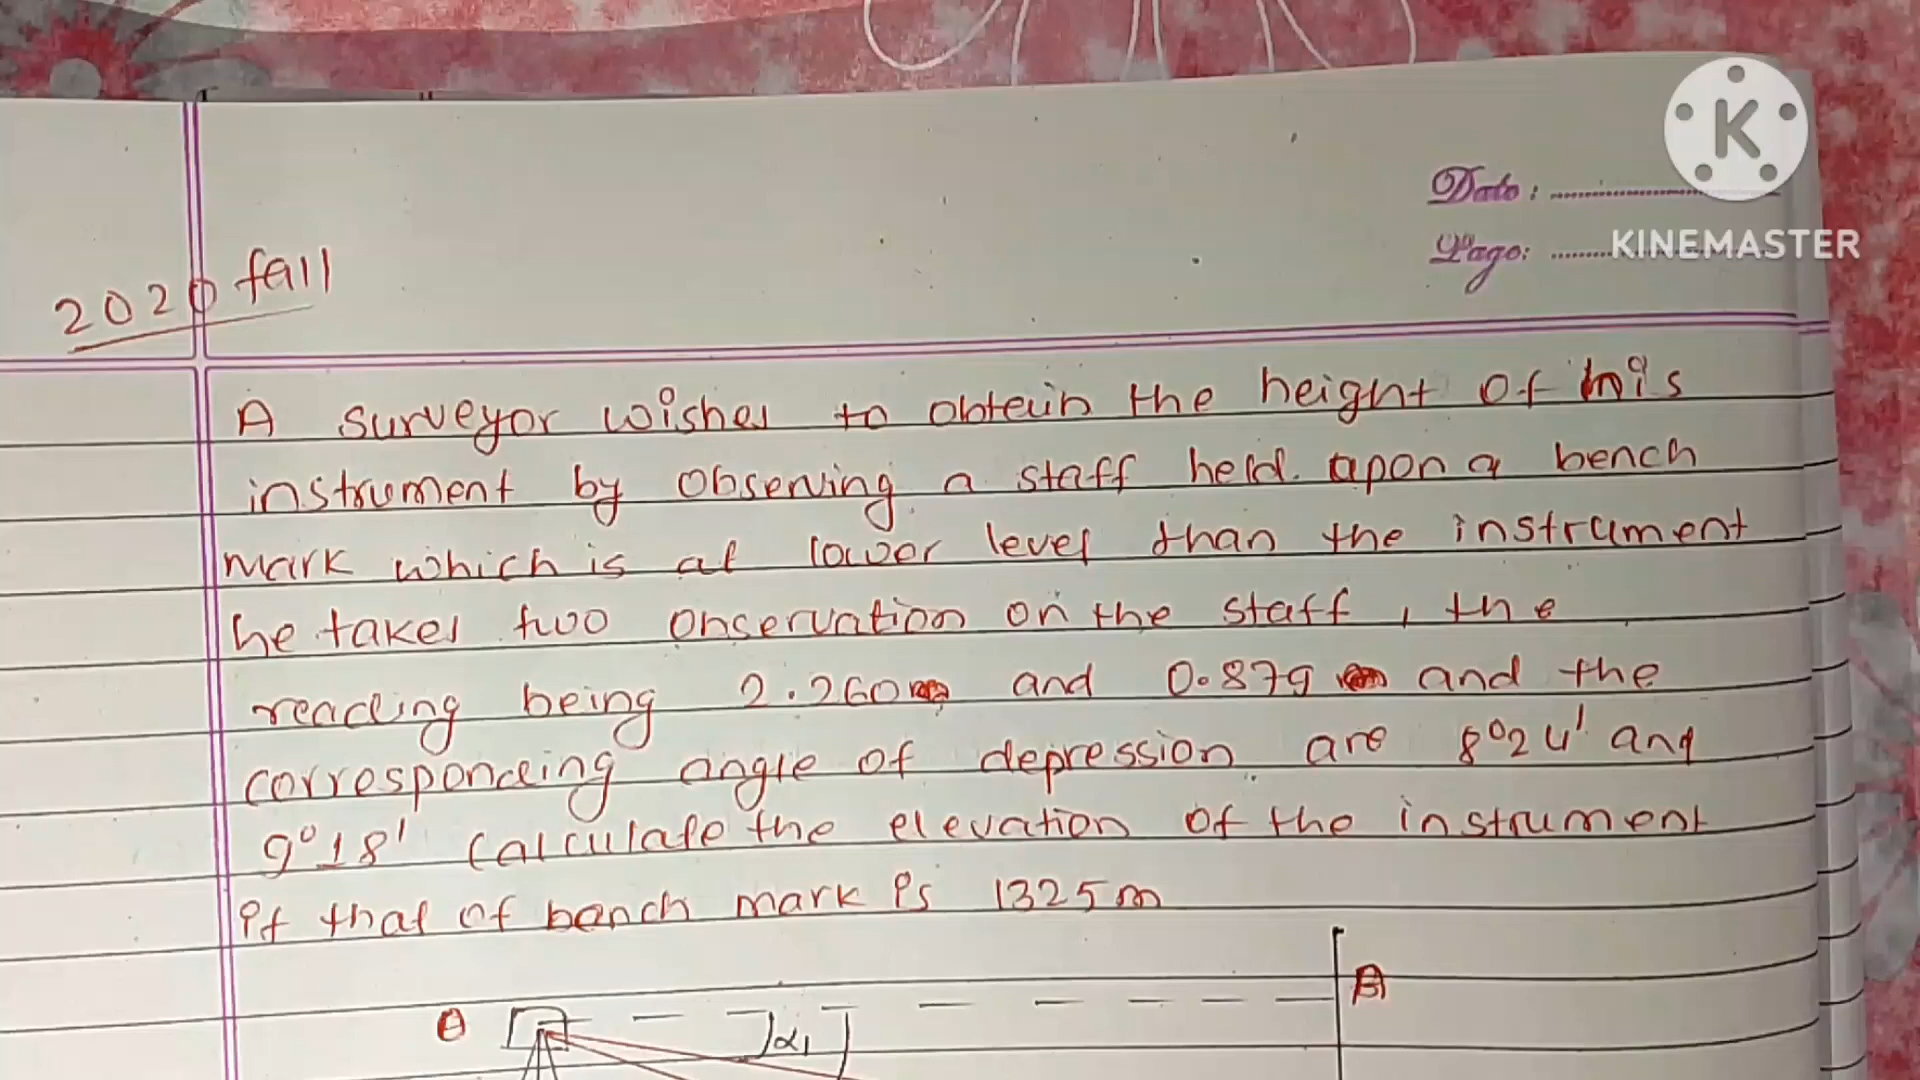 Date:
Page:
KINEMASTER
2020 fall
A surveyor wishes to obtein the height of his
instrument by observing a staff held. upon a bench
mark which is at lower level than the instrument
he takes two observation on the staff, the
reading being 2.260m and 0.879 m and the
corresponding angle of depression are 8°24' and
9°18' calculate the elevation of the instrument
if that of bench mark is 1325m
θ
α1
A